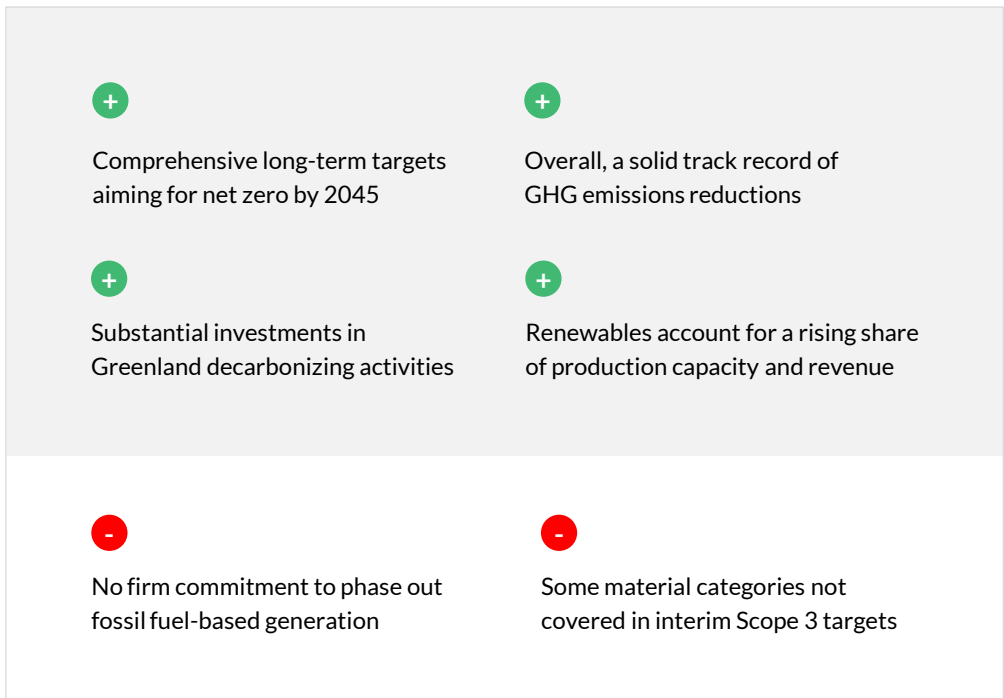 +
Comprehensive long-term targets
aiming for net zero by 2045
+
Overall, a solid track record of
GHG emissions reductions
+
Substantial investments in
Greenland decarbonizing activities
+
Renewables account for a rising share
of production capacity and revenue
-
No firm commitment to phase out
fossil fuel-based generation
-
Some material categories not
covered in interim Scope 3 targets